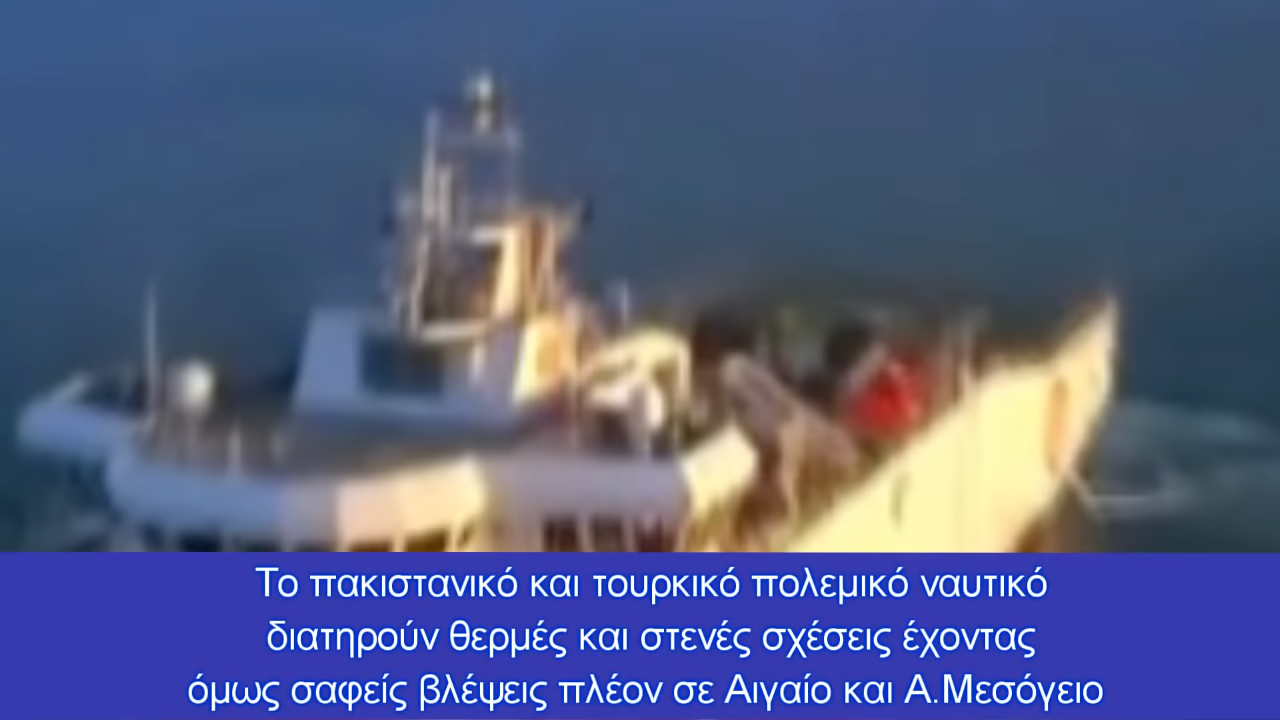 Το πακιστανικό και τουρκικό πολεμικό ναυτικό
διατηρούν θερμές και στενές σχέσεις έχοντας
όμως σαφείς βλέψεις πλέον σε Αιγαίο και Α.Μεσόγειο